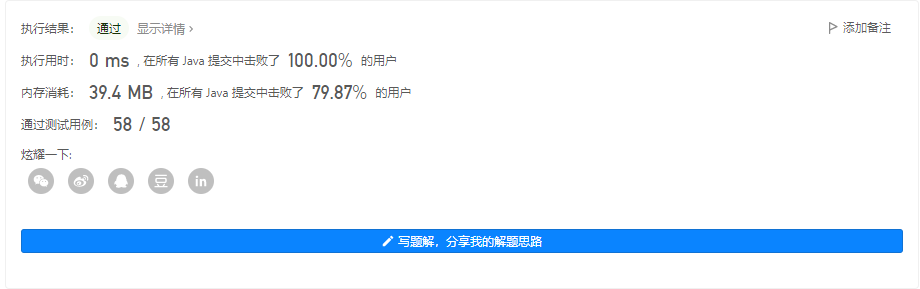 执行结果： 通过 显示详情 › 添加备注
执行用时： 0 ms , 在所有 Java 提交中击败了 100.00% 的用户
内存消耗： 39.4 MB , 在所有 Java 提交中击败了 79.87% 的用户
通过测试用例： 58 / 58
炫耀一下:
豆 in
写题解，分享我的解题思路